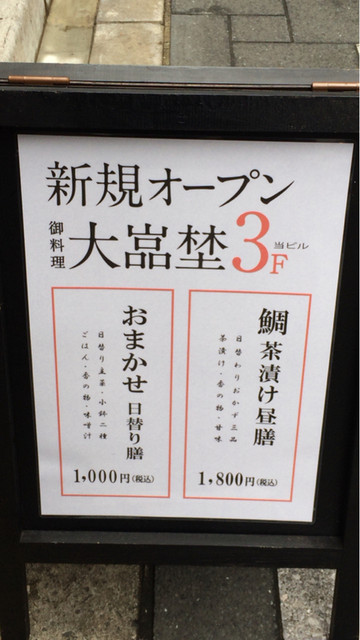 新規オープン
御料理
大嵓埜
3F
当ビル
鯛茶漬け昼膳
日替わりおかず三品
茶漬け・香の物・甘味
1,800円(税込)
おまかせ日替り膳
日替り主菜・小鉢二種
ごはん・香の物・味噌汁
1,000円(税込)